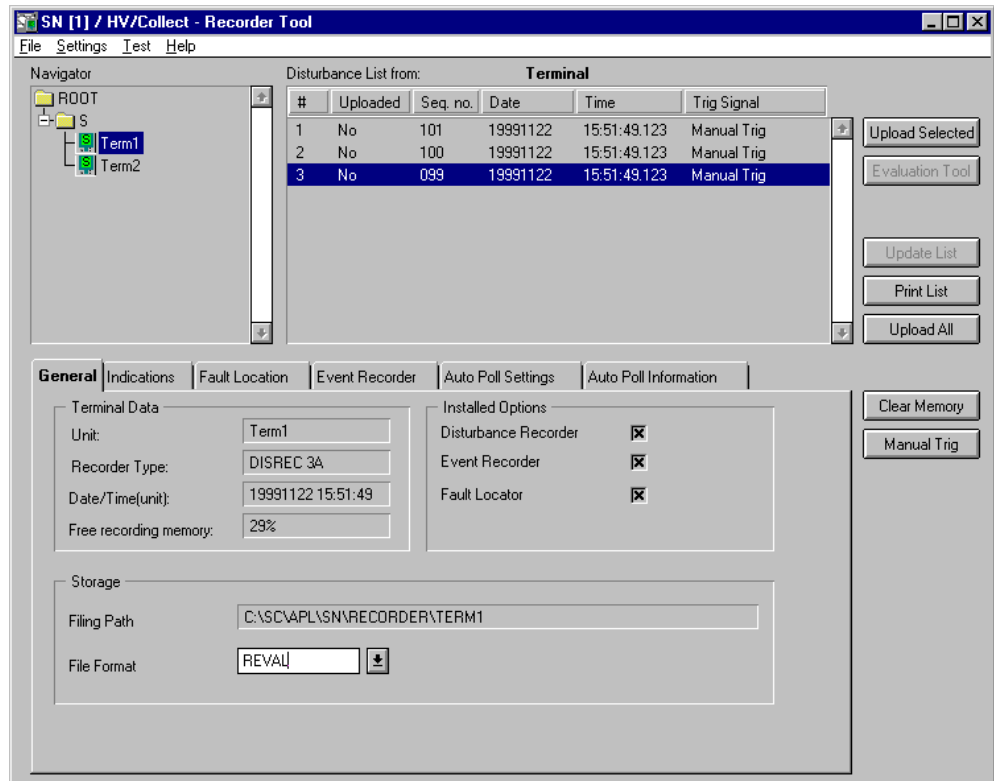 SN [1] / HV/Collect - Recorder Tool
File Settings Test Help
Navigator
Disturbance List from: Terminal
ROOT
S
Term1
Term2
# Uploaded Seq. no. Date Time Trig Signal
1 No 101 19991122 15:51:49.123 Manual Trig
2 No 100 19991122 15:51:49.123 Manual Trig
3 No 099 19991122 15:51:49.123 Manual Trig
Upload Selected
Evaluation Tool
Update List
Print List
Upload All
General Indications Fault Location Event Recorder Auto Poll Settings Auto Poll Information
Terminal Data
Unit: Term1
Recorder Type: DISREC 3A
Date/Time(unit): 19991122 15:51:49
Free recording memory: 29%
Installed Options
Disturbance Recorder
Event Recorder
Fault Locator
Clear Memory
Manual Trig
Storage
Filing Path C:\SC\APL\SN\RECORDER\TERM1
File Format REVAL